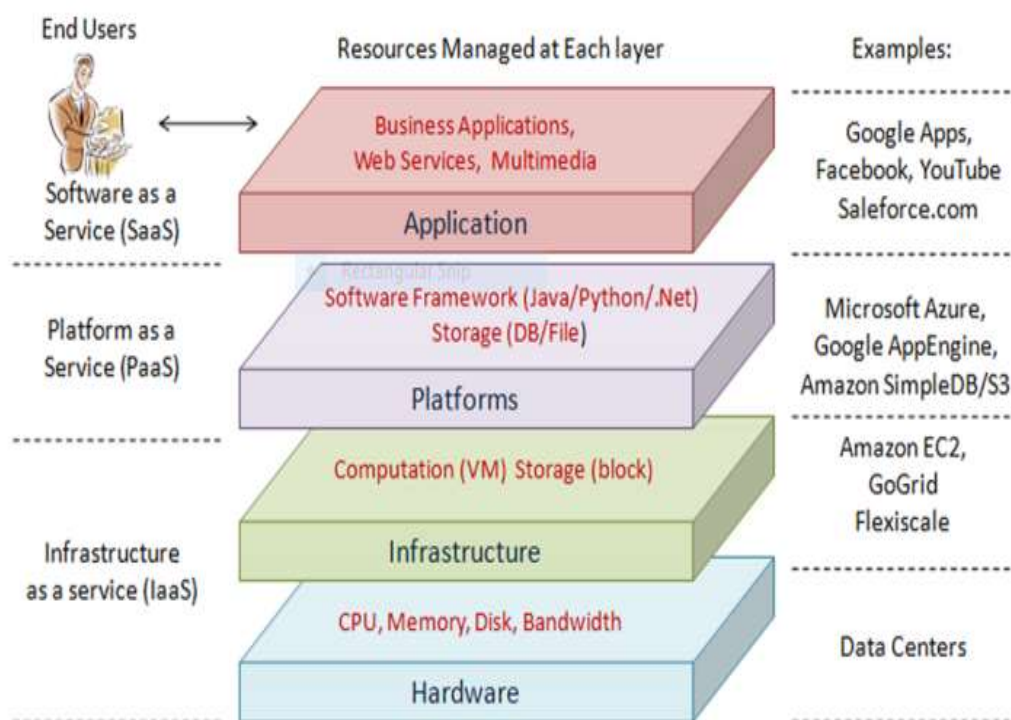 End Users
Resources Managed at Each layer
Examples:
Business Applications,
Web Services, Multimedia
Application
Software as a
Service (SaaS)
Google Apps,
Facebook, YouTube
Saleforce.com
Rectangular Snip
Software Framework (Java/Python/.Net)
Storage (DB/File)
Platforms
Platform as a
Service (PaaS)
Microsoft Azure,
Google AppEngine,
Amazon SimpleDB/S3
Computation (VM) Storage (block)
Infrastructure
Amazon EC2,
GoGrid
Flexiscale
Infrastructure
as a service (IaaS)
CPU, Memory, Disk, Bandwidth
Hardware
Data Centers